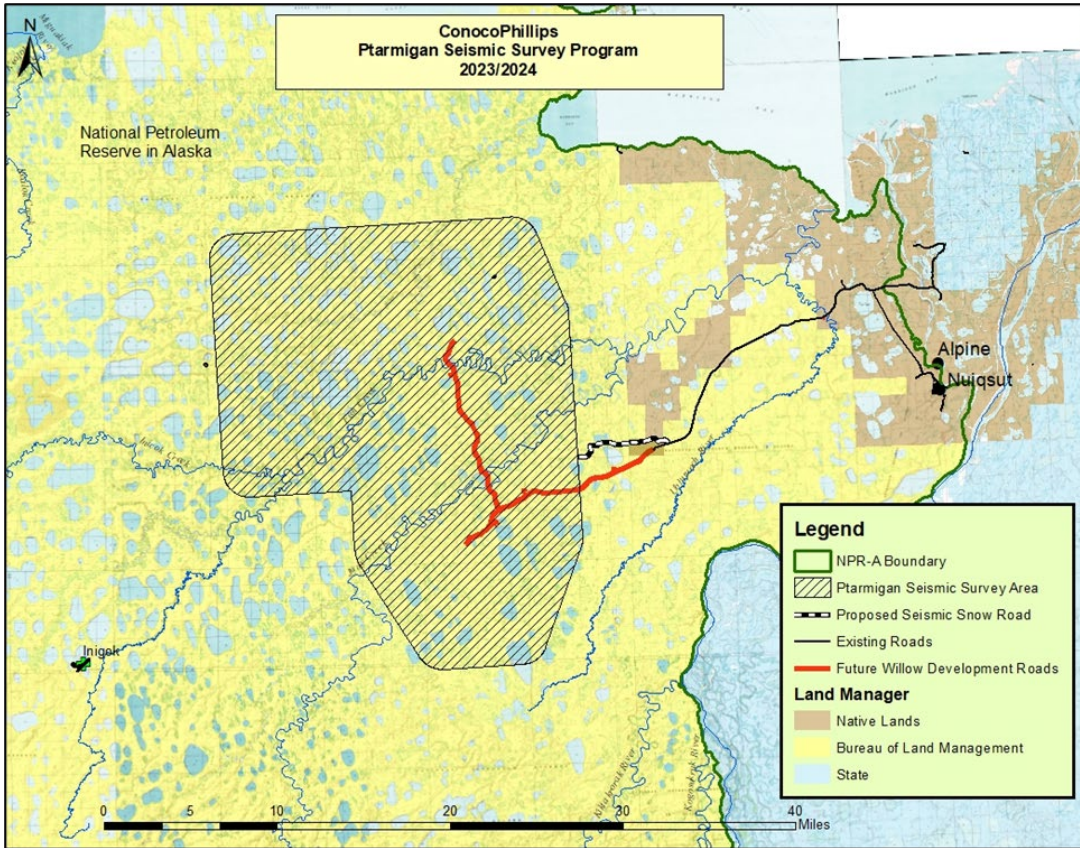 ConocoPhillips
Ptarmigan Seismic Survey Program
2023/2024
N
National Petroleum
Reserve in Alaska
Alpine
Nuiqsut
Inigok
Legend
NPR-A Boundary
Ptarmigan Seismic Survey Area
Proposed Seismic Snow Road
Existing Roads
Future Willow Development Roads
Land Manager
Native Lands
Bureau of Land Management
State
Kogosukruk River
0 10 20 30 40
Miles